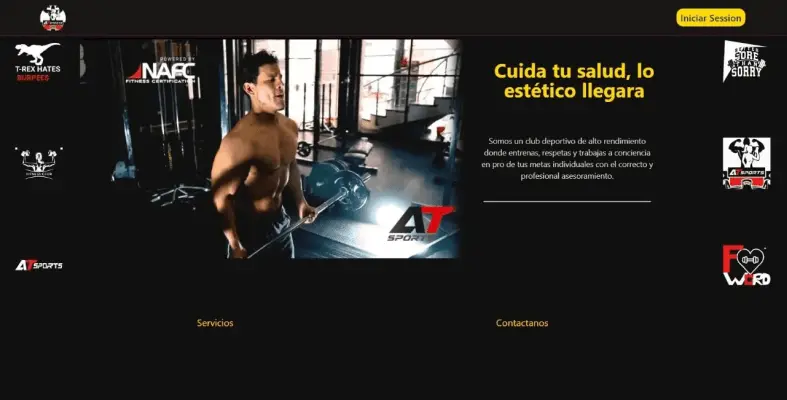 Iniciar Session
T-REX HATES
BURPEES
POWERED BY
NAFC
FITNESS CERTIFICATION
SORE
THAN
SORRY
Cuida tu salud, lo
estético llegara
Somos un club deportivo de alto rendimiento
donde entrenas, respetas y trabajas a conciencia
en pro de tus metas individuales con el correcto y
profesional asesoramiento.
FITNESS CLUB
AT SPORTS
AT
SPORTS
AT SPORTS
F
WORD
Servicios
Contactanos